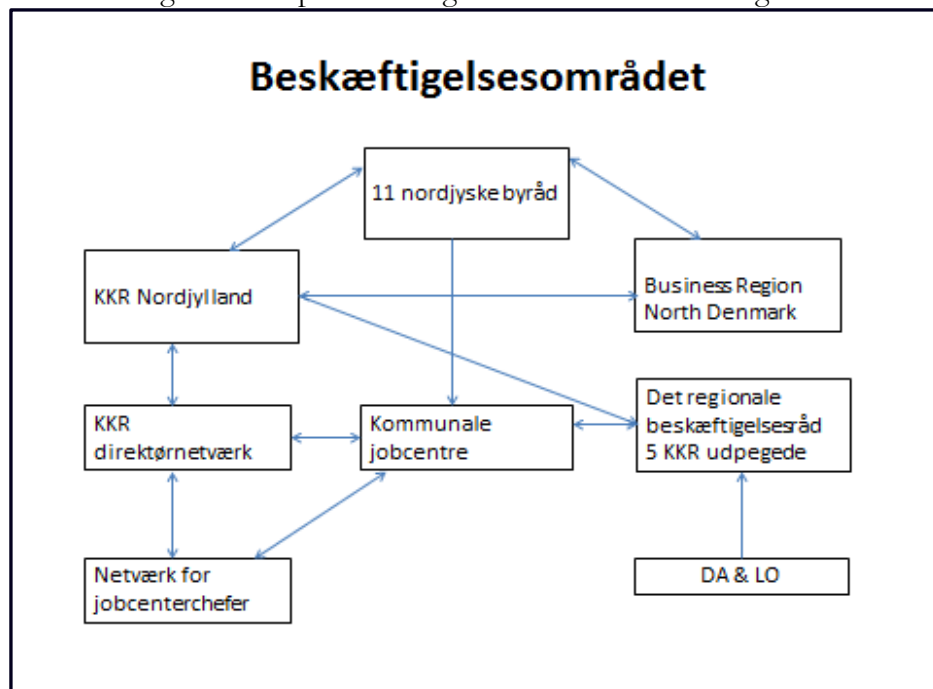 Beskæftigelsesområdet
11 nordjyske byråd
KKR Nordjylland
Business Region
North Denmark
KKR
direktørnetværk
Kommunale
jobcentre
Det regionale
beskæftigelsesråd
5 KKR udpegede
Netværk for
jobcenterchefer
DA & LO